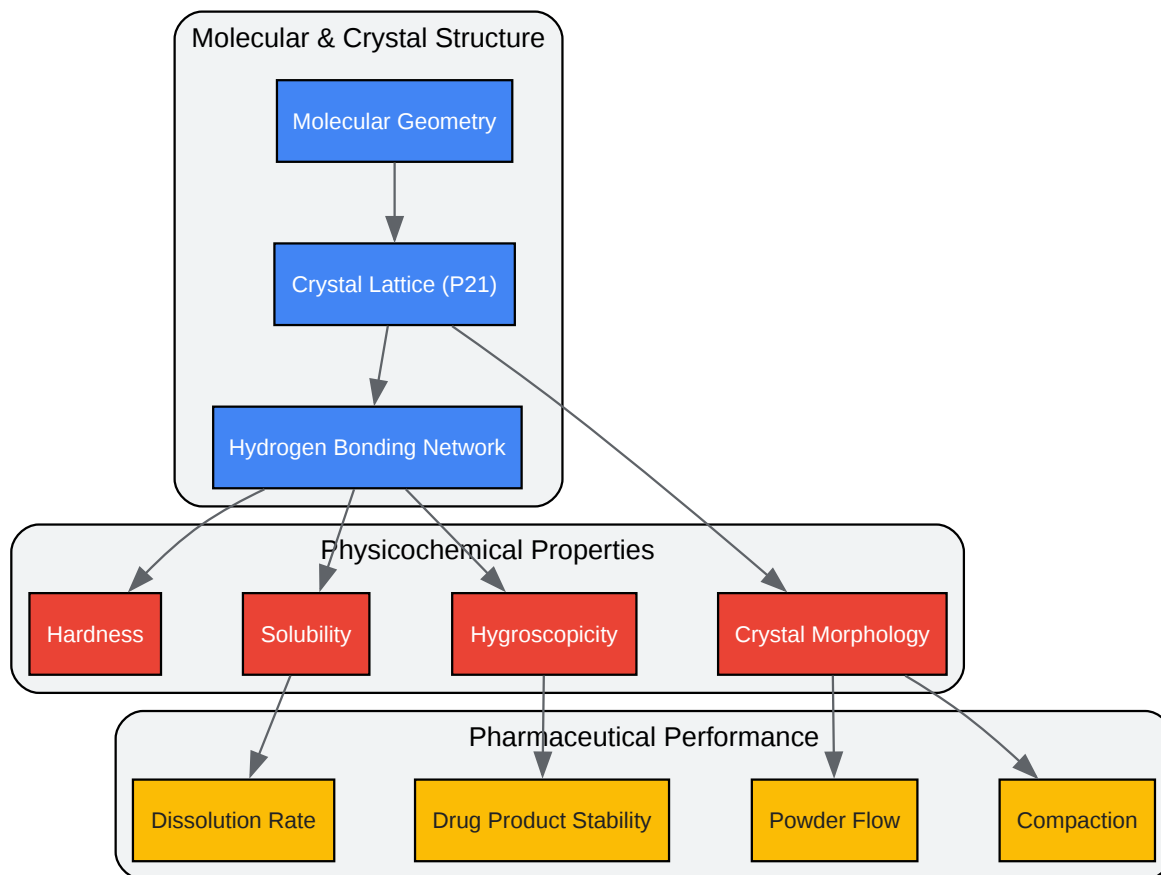 Molecular & Crystal Structure
Molecular Geometry
Crystal Lattice (P21)
Hydrogen Bonding Network
Physicochemical Properties
Hardness
Solubility
Hygroscopicity
Crystal Morphology
Pharmaceutical Performance
Dissolution Rate
Drug Product Stability
Powder Flow
Compaction